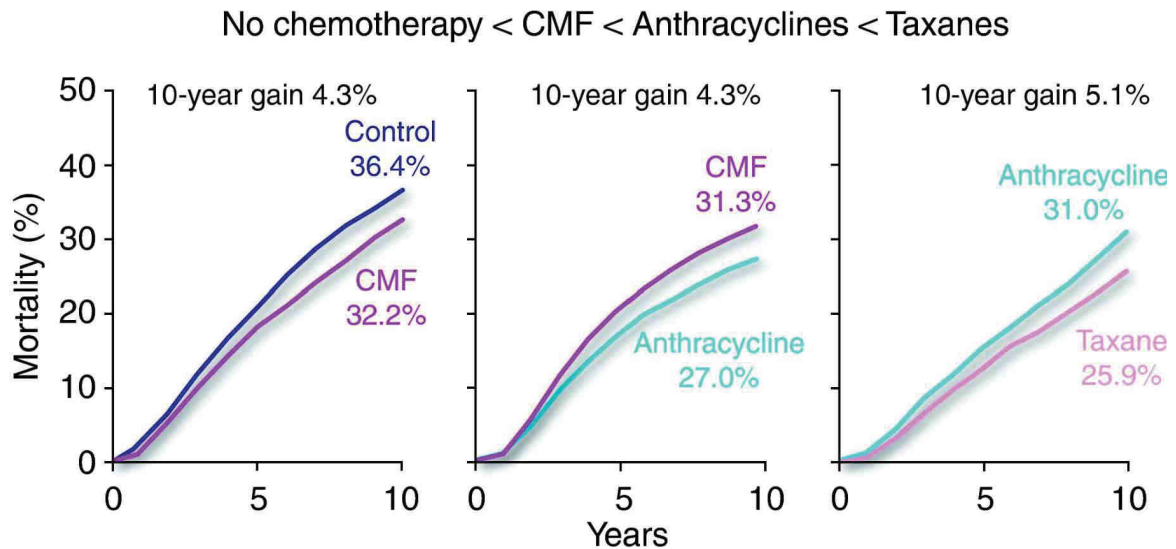 No chemotherapy < CMF < Anthracyclines < Taxanes
Mortality (%)
50
40
30
20
10
0
10-year gain 4.3%
Control
36.4%
CMF
32.2%
0
5
10
10-year gain 4.3%
CMF
31.3%
Anthracycline
27.0%
0
5
10
10-year gain 5.1%
Anthracycline
31.0%
Taxane
25.9%
0
5
10
Years